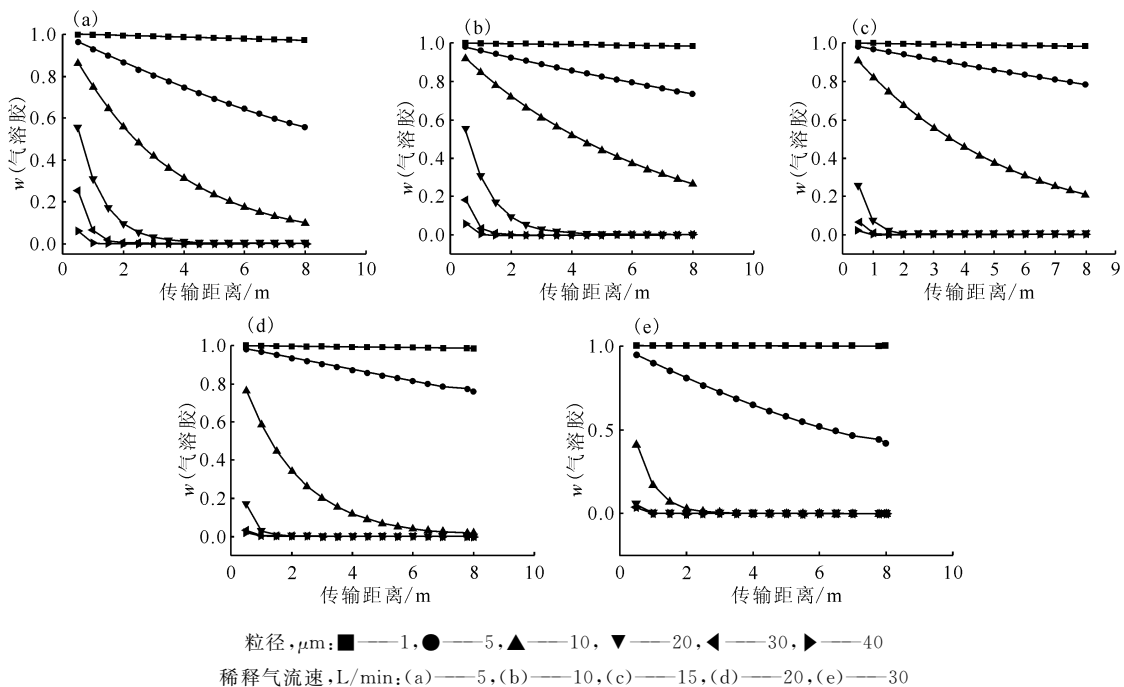 (a)
1.0
0.8
0.6
0.4
0.2
0.0
w(气溶胶)
0 2 4 6 8 10
传输距离/m
(b)
1.0
0.8
0.6
0.4
0.2
0.0
w(气溶胶)
0 2 4 6 8 10
传输距离/m
(c)
1.0
0.8
0.6
0.4
0.2
0.0
w(气溶胶)
0 1 2 3 4 5 6 7 8 9
传输距离/m
(d)
1.0
0.8
0.6
0.4
0.2
0.0
w(气溶胶)
0 2 4 6 8 10
传输距离/m
(e)
1.0
0.5
0.0
w(气溶胶)
0 2 4 6 8 10
传输距离/m
粒径,μm:■——1,●——5,▲——10,▼——20,◀——30,▶——40
稀释气流速,L/min:(a)——5,(b)——10,(c)——15,(d)——20,(e)——30